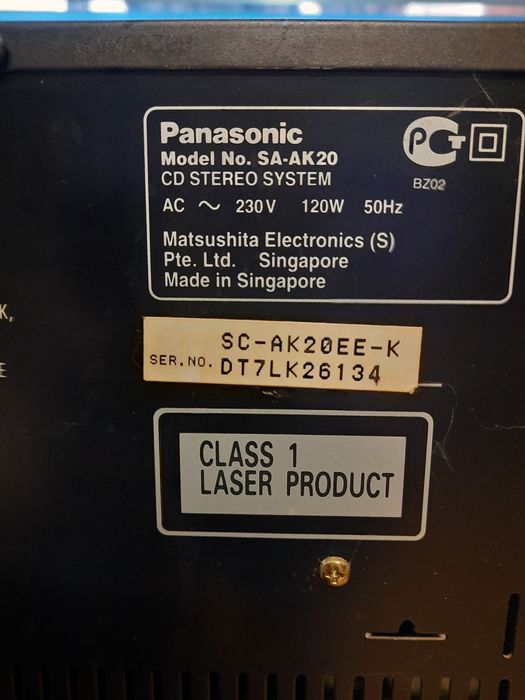 Panasonic
Model No. SA-AK20
CD STEREO SYSTEM
AC ~ 230V 120W 50Hz
Matsushita Electronics (S)
Pte. Ltd. Singapore
Made in Singapore
PCT
BZ02
K,
E
SC-AK20EE-K
SER.NO. DT7LK26134
CLASS 1
LASER PRODUCT